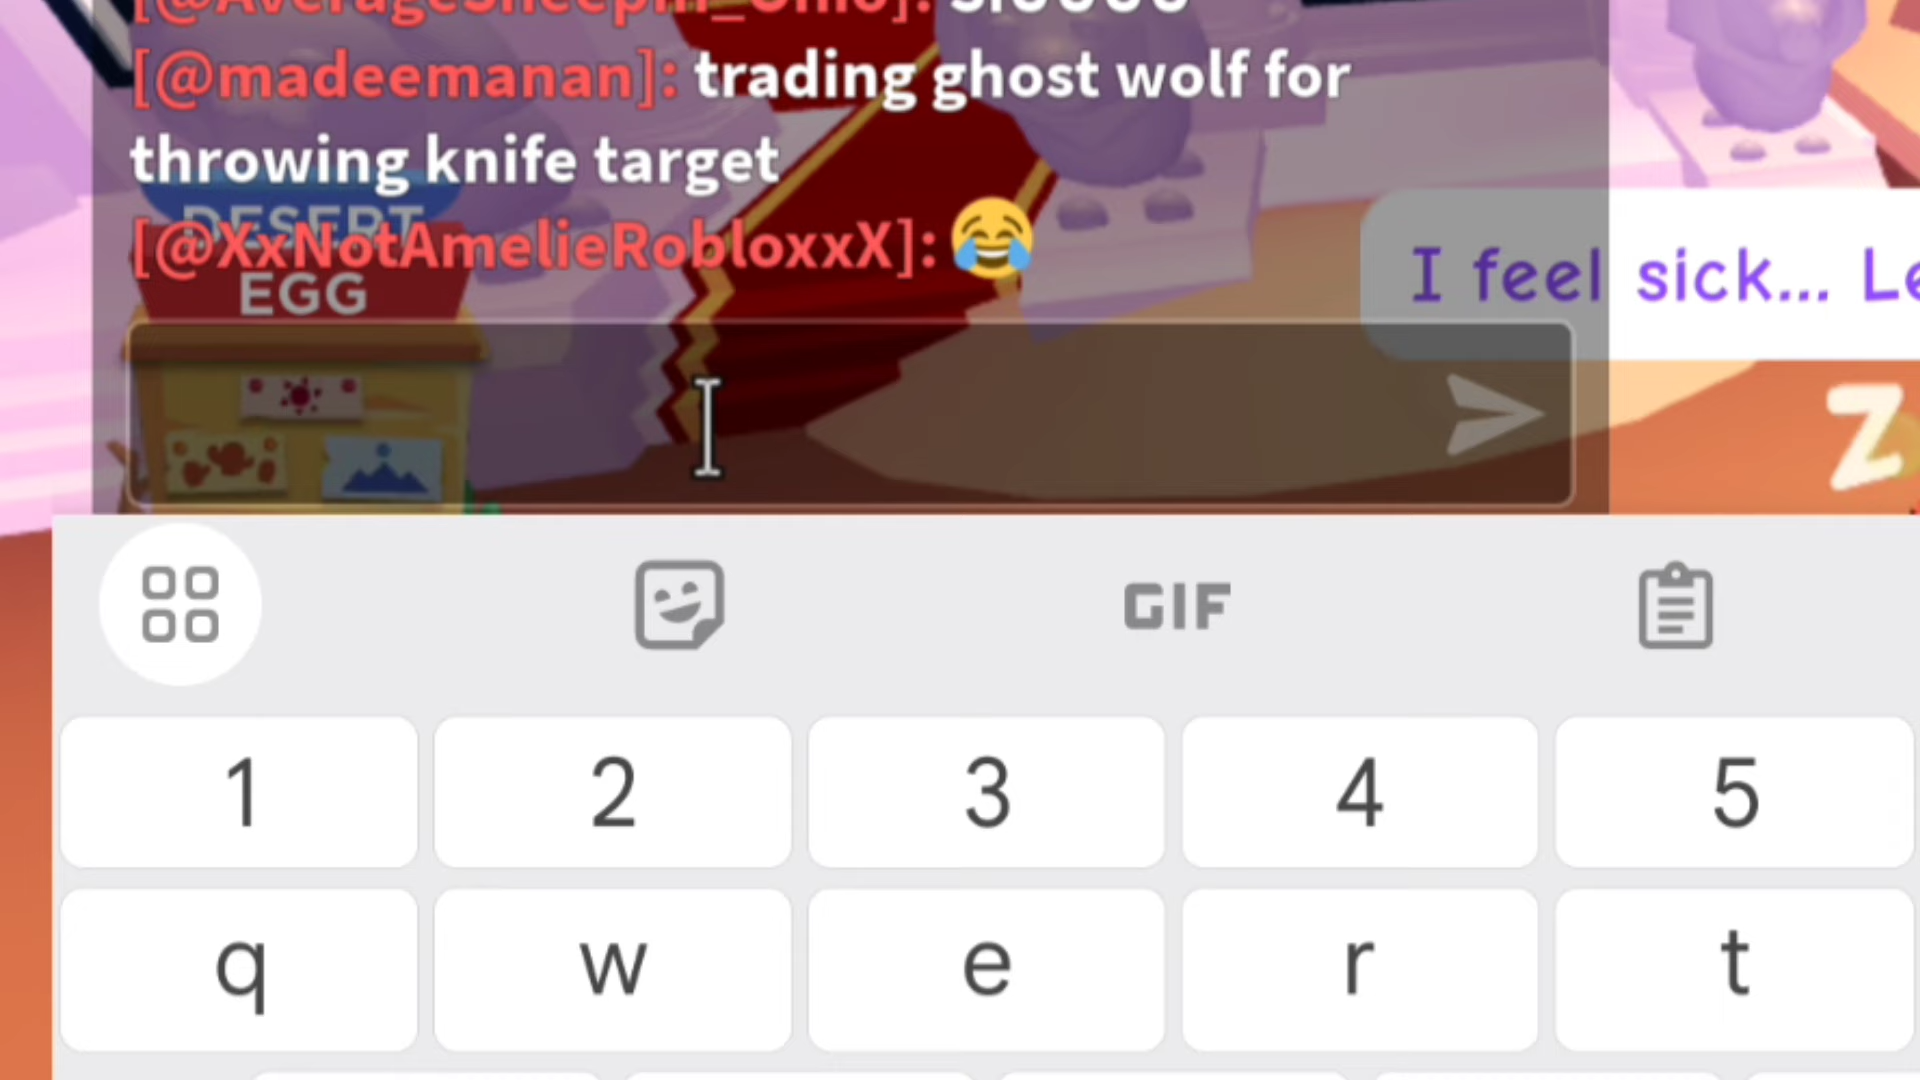 [@madeemanan]: trading ghost wolf for
throwing knife target
[@XxNotAmelieRobloxxX]: 😂
DESERT
EGG
I feel sick...
Z
GIF
1 2 3 4 5
q w e r t